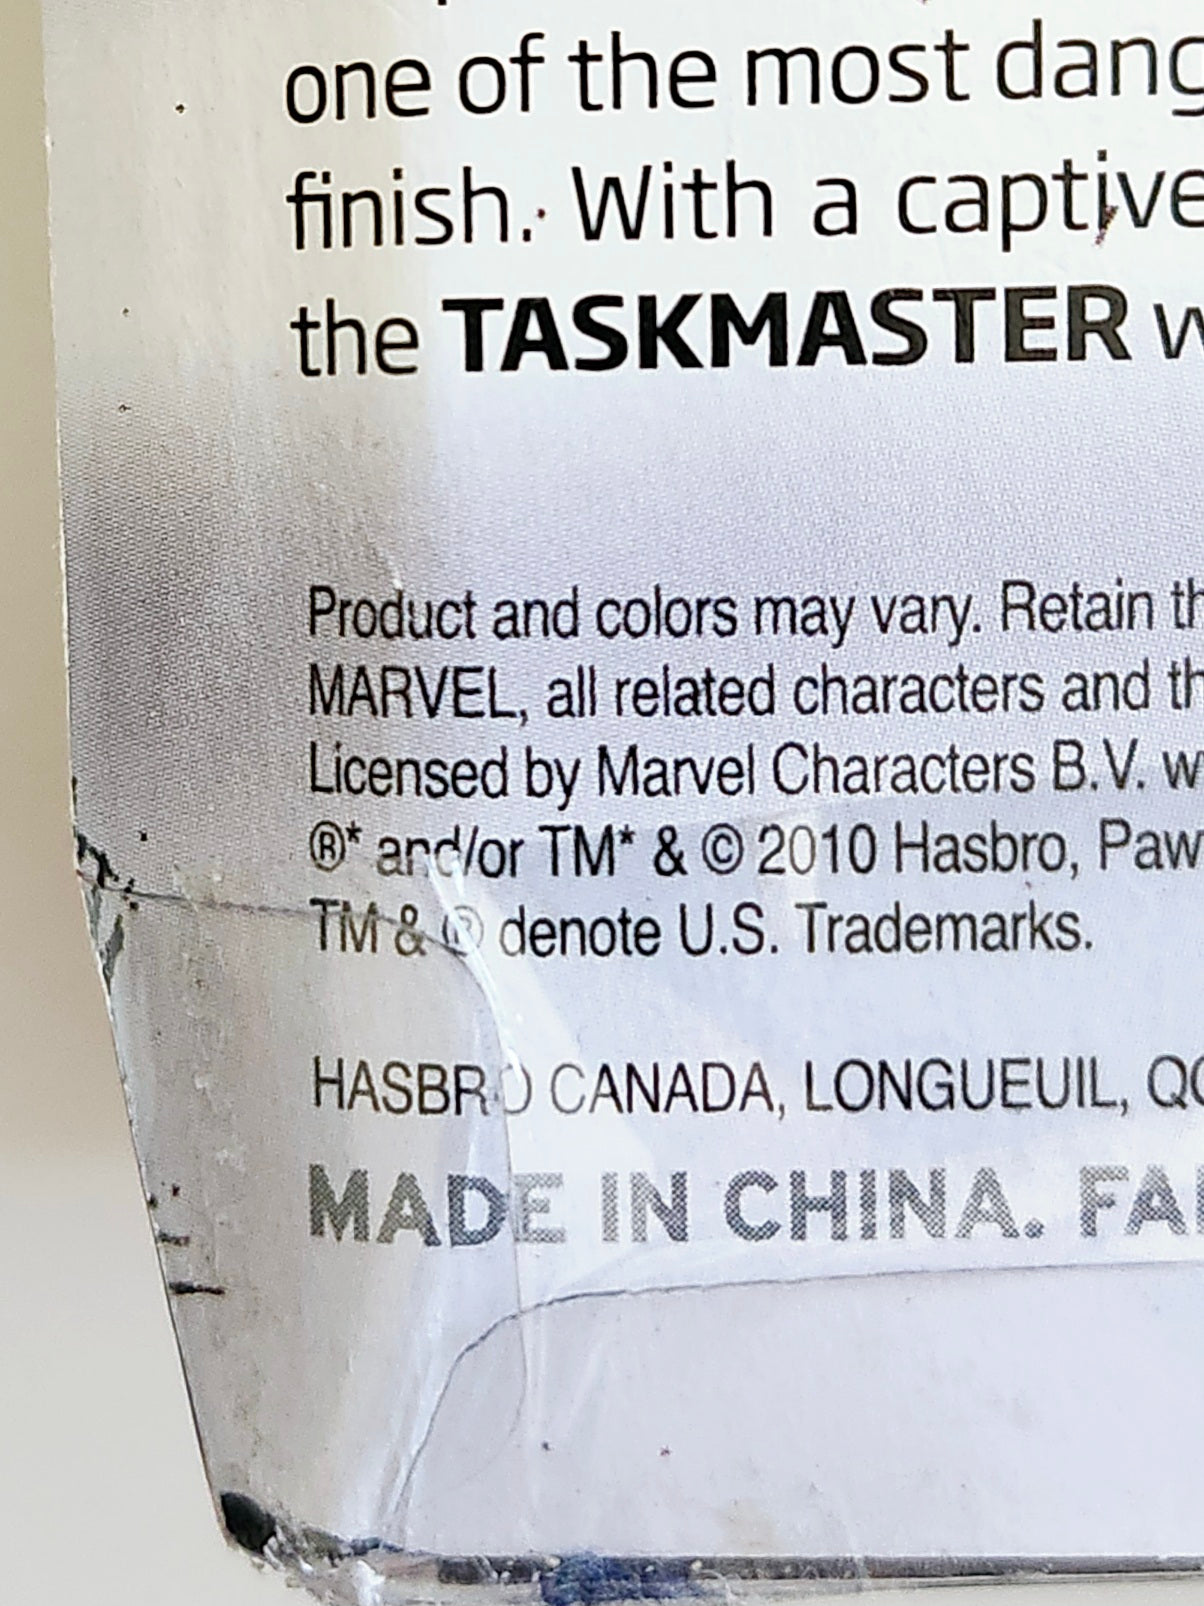 one of the most dang
finish. With a captive
the TASKMASTER w
Product and colors may vary. Retain th
MARVEL, all related characters and th
Licensed by Marvel Characters B.V. w
®* and/or TM* & © 2010 Hasbro, Paw
TM & ® denote U.S. Trademarks.
HASBRO CANADA, LONGUEUIL, QC
MADE IN CHINA. FA